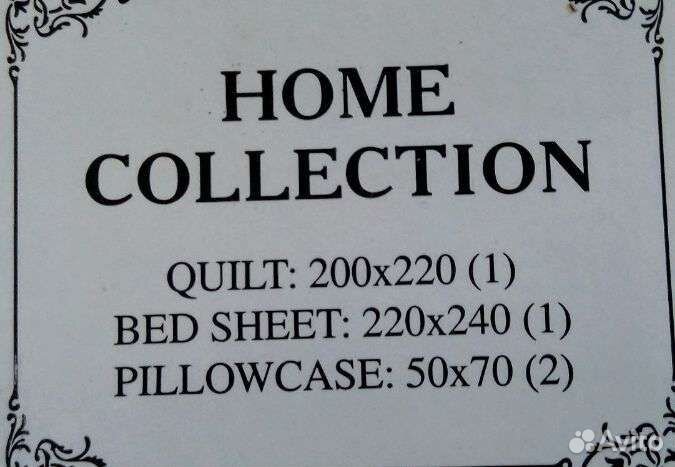 HOME
COLLECTION
QUILT: 200x220 (1)
BED SHEET: 220x240 (1)
PILLOWCASE: 50x70 (2)
Avito